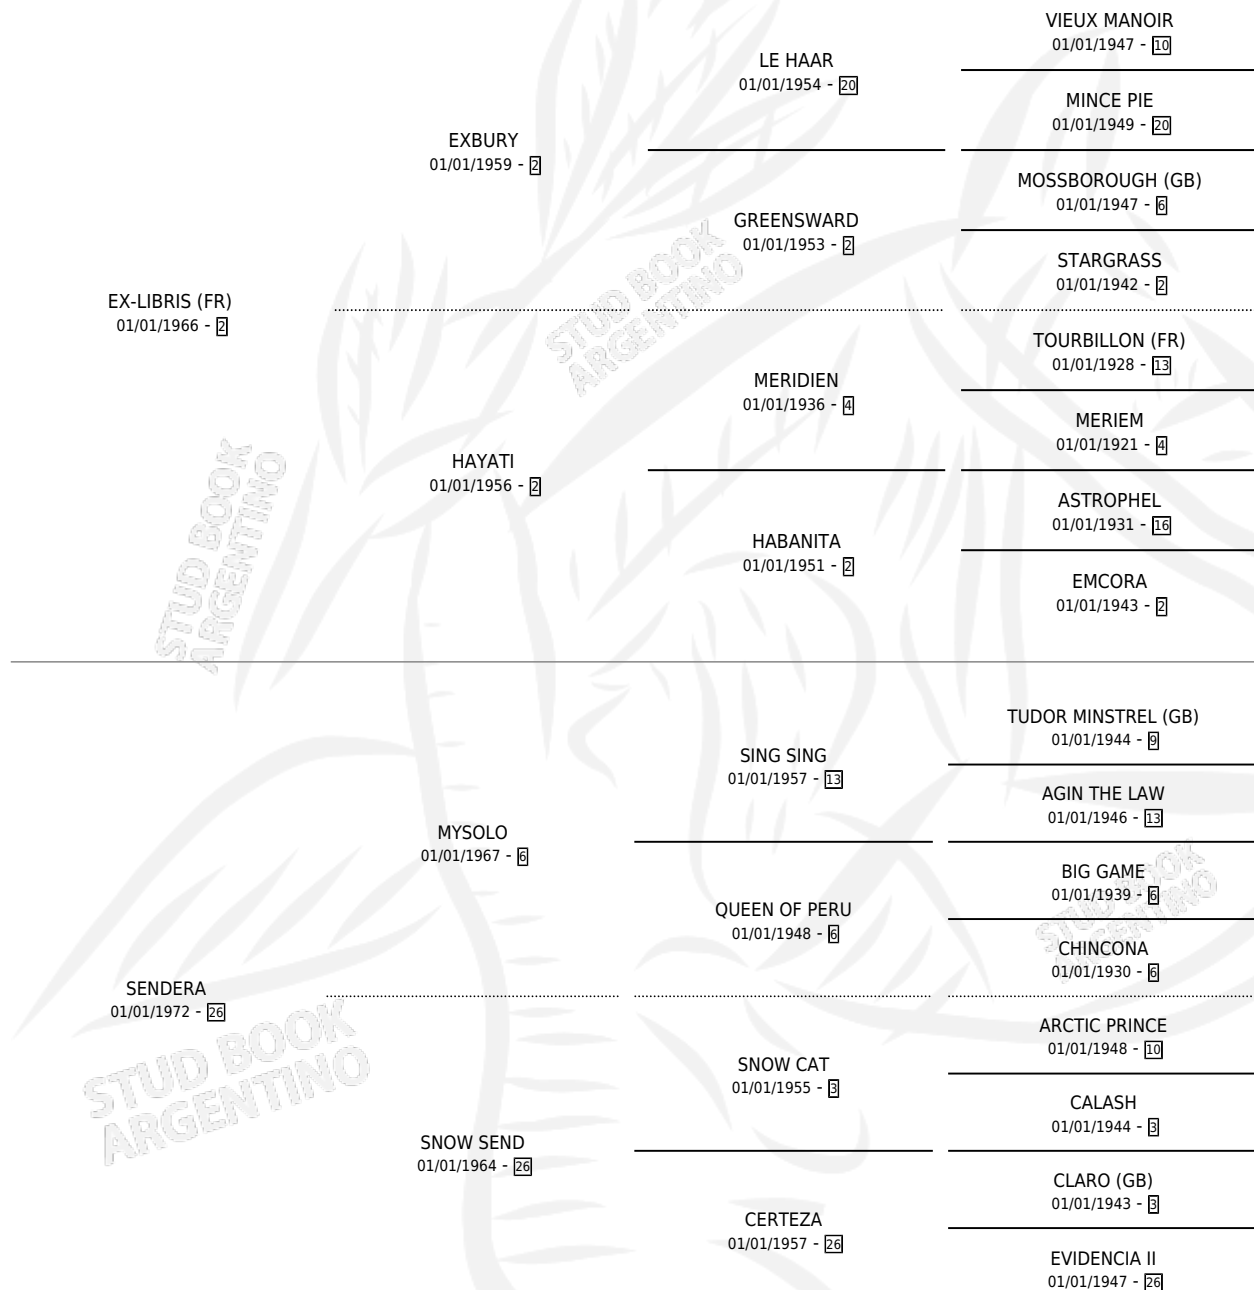 VIEUX MANOIR
01/01/1947 - 10
LE HAAR
01/01/1954 - 20
MINCE PIE
01/01/1949 - 20
EXBURY
01/01/1959 - 2
MOSSBOROUGH (GB)
01/01/1947 - 6
GREENSWARD
01/01/1953 - 2
STARGRASS
01/01/1942 - 2
EX-LIBRIS (FR)
01/01/1966 - 2
TOURBILLON (FR)
01/01/1928 - 13
MERIDIEN
01/01/1936 - 4
MERIEM
01/01/1921 - 4
HAYATI
01/01/1956 - 2
ASTROPHEL
01/01/1931 - 16
HABANITA
01/01/1951 - 2
EMCORA
01/01/1943 - 2
TUDOR MINSTREL (GB)
01/01/1944 - 9
SING SING
01/01/1957 - 13
AGIN THE LAW
01/01/1946 - 13
MYSOLO
01/01/1967 - 6
BIG GAME
01/01/1939 - 6
QUEEN OF PERU
01/01/1948 - 6
CHINCONA
01/01/1930 - 6
SENDERA
01/01/1972 - 26
ARCTIC PRINCE
01/01/1948 - 10
SNOW CAT
01/01/1955 - 3
CALASH
01/01/1944 - 3
SNOW SEND
01/01/1964 - 26
CLARO (GB)
01/01/1943 - 3
CERTEZA
01/01/1957 - 26
EVIDENCIA II
01/01/1947 - 26
STUD BOOK
ARGENTINO
STUD BOOK
ARGENTINO
STUD BOOK
ARGENTINO
STUD BOOK
ARGENTINO